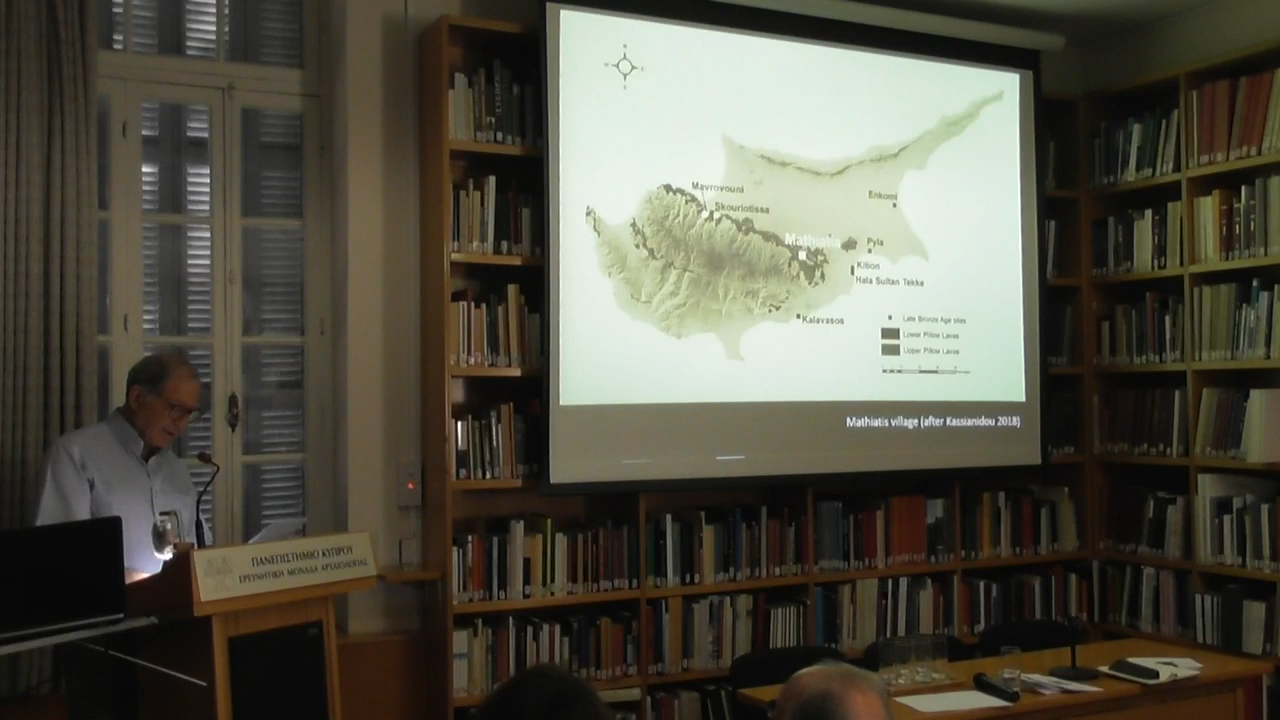 Mavrovouni
Skouriotissa
Enkomi
Mathiatis
Pyla
Kition
Hala Sultan Tekke
Kalavasos
Late Bronze Age sites
Lower Pillow Lavas
Upper Pillow Lavas
Mathiatis village (after Kassianidou 2018)
ΠΑΝΕΠΙΣΤΗΜΙΟ ΚΥΠΡΟΥ
ΕΡΕΥΝΗΤΙΚΗ ΜΟΝΑΔΑ ΑΡΧΑΙΟΛΟΓΙΑΣ